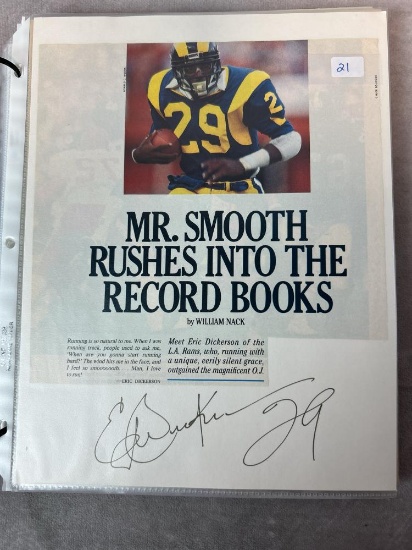 21
29
MR. SMOOTH
RUSHES INTO THE
RECORD BOOKS
by WILLIAM NACK
Running is so natural to me. When I was
running track, people used to ask me,
'When are you gonna start running
hard?' The wind hits me in the face, and
I feel so smoooooth. . . . Man, I love
to run!
— ERIC DICKERSON
Meet Eric Dickerson of the
L.A. Rams, who, running with
a unique, eerily silent grace,
outgained the magnificent O.J.
29